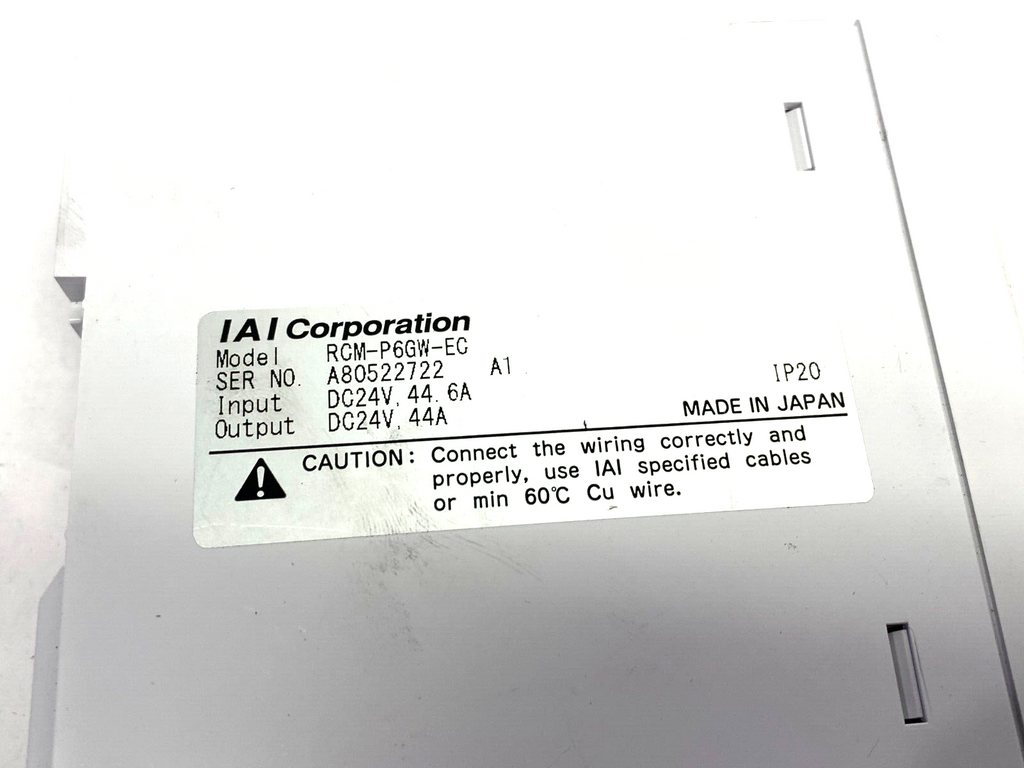 IAI Corporation
Model RCM-P6GW-EC
SER NO. A80522722 A1
Input DC24V, 44.6A IP20
Output DC24V, 44A MADE IN JAPAN
CAUTION: Connect the wiring correctly and
properly, use IAI specified cables
or min 60℃ Cu wire.